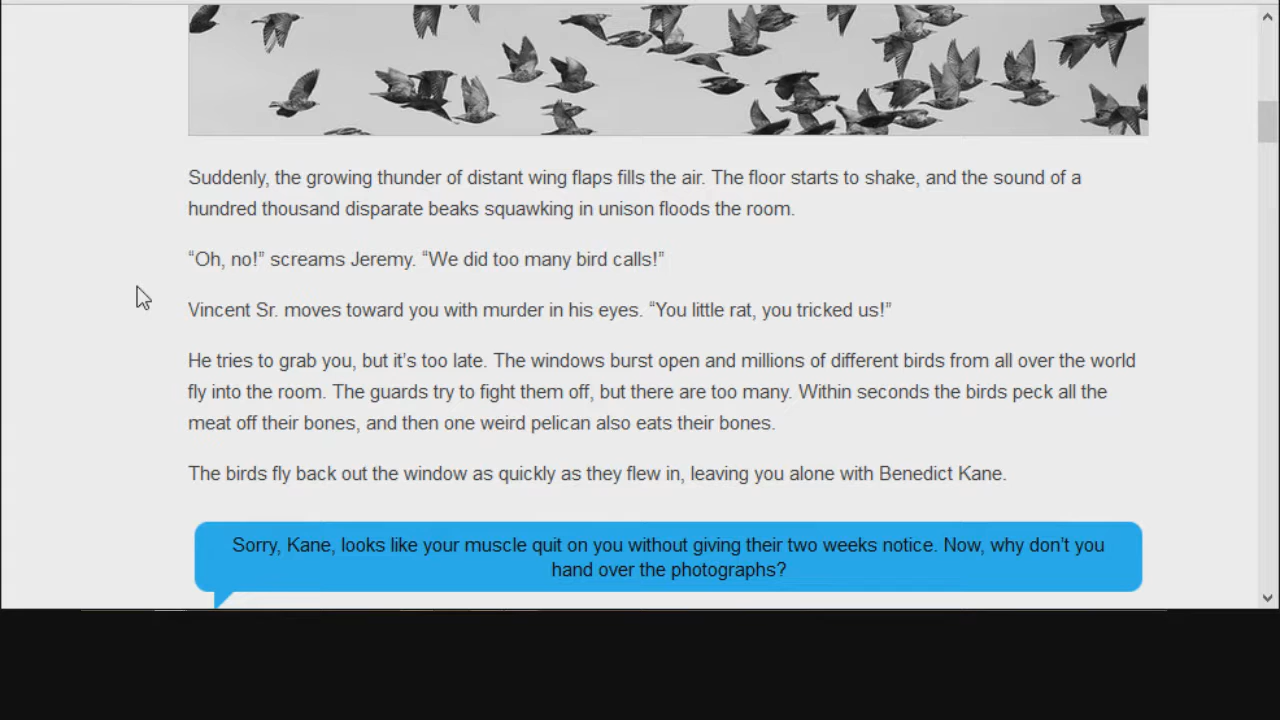 Suddenly, the growing thunder of distant wing flaps fills the air. The floor starts to shake, and the sound of a
hundred thousand disparate beaks squawking in unison floods the room.
“Oh, no!” screams Jeremy. “We did too many bird calls!”
Vincent Sr. moves toward you with murder in his eyes. “You little rat, you tricked us!”
He tries to grab you, but it’s too late. The windows burst open and millions of different birds from all over the world
fly into the room. The guards try to fight them off, but there are too many. Within seconds the birds peck all the
meat off their bones, and then one weird pelican also eats their bones.
The birds fly back out the window as quickly as they flew in, leaving you alone with Benedict Kane.
Sorry, Kane, looks like your muscle quit on you without giving their two weeks notice. Now, why don’t you
hand over the photographs?